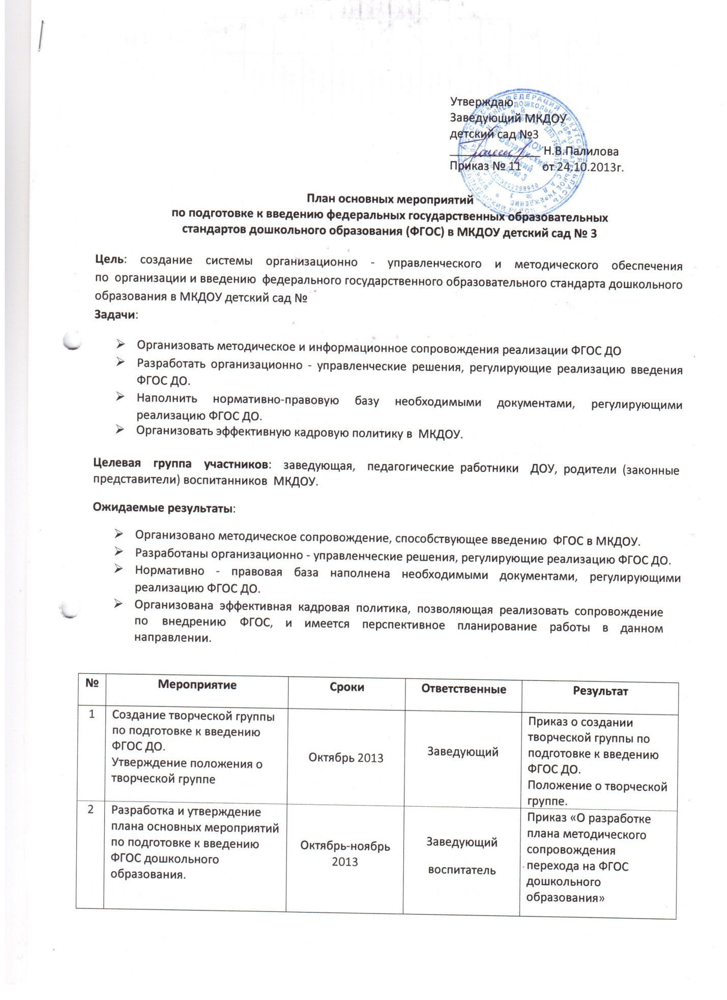 Утверждаю
Заведующий МКДОУ
детский сад №3
Н.В.Палилова
Приказ № 11 от 24.10.2013г.
План основных мероприятий
по подготовке к введению федеральных государственных образовательных
стандартов дошкольного образования (ФГОС) в МКДОУ детский сад № 3
Цель: создание системы организационно - управленческого и методического обеспечения
по организации и введению федерального государственного образовательного стандарта дошкольного
образования в МКДОУ детский сад №
Задачи:
➢ Организовать методическое и информационное сопровождения реализации ФГОС ДО
➢ Разработать организационно - управленческие решения, регулирующие реализацию введения
ФГОС ДО.
➢ Наполнить нормативно-правовую базу необходимыми документами, регулирующими
реализацию ФГОС ДО.
➢ Организовать эффективную кадровую политику в МКДОУ.
Целевая группа участников: заведующая, педагогические работники ДОУ, родители (законные
представители) воспитанников МКДОУ.
Ожидаемые результаты:
➢ Организовано методическое сопровождение, способствующее введению ФГОС в МКДОУ.
➢ Разработаны организационно - управленческие решения, регулирующие реализацию ФГОС ДО.
➢ Нормативно - правовая база наполнена необходимыми документами, регулирующими
реализацию ФГОС ДО.
➢ Организована эффективная кадровая политика, позволяющая реализовать сопровождение
по внедрению ФГОС, и имеется перспективное планирование работы в данном
направлении.
№ Мероприятие Сроки Ответственные Результат
1
Создание творческой группы
по подготовке к введению
ФГОС ДО.
Утверждение положения о
творческой группе
Октябрь 2013
Заведующий
Приказ о создании
творческой группы по
подготовке к введению
ФГОС ДО.
Положение о творческой
группе.
2
Разработка и утверждение
плана основных мероприятий
по подготовке к введению
ФГОС дошкольного
образования.
Октябрь-ноябрь
2013
Заведующий
воспитатель
Приказ «О разработке
плана методического
сопровождения
перехода на ФГОС
дошкольного
образования»